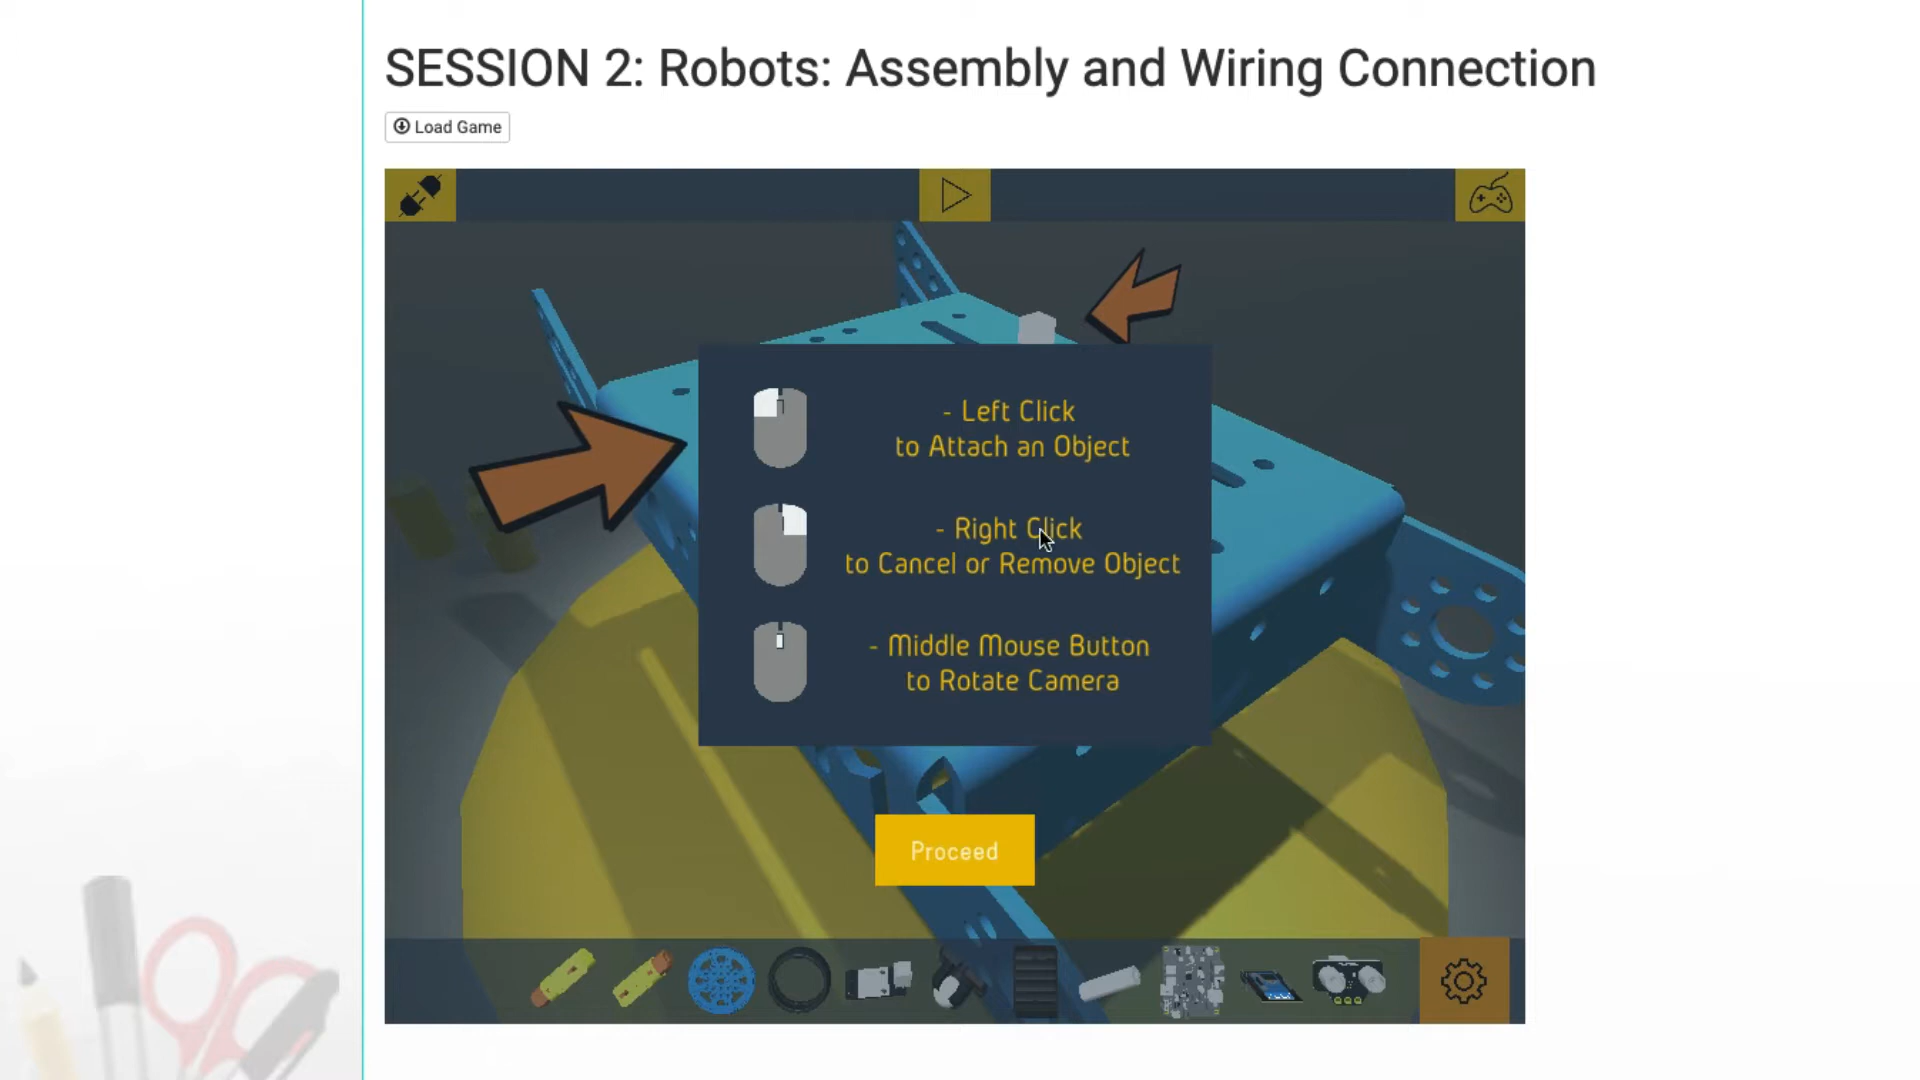 SESSION 2: Robots: Assembly and Wiring Connection
Load Game
- Left Click
to Attach an Object
- Right Click
to Cancel or Remove Object
- Middle Mouse Button
to Rotate Camera
Proceed